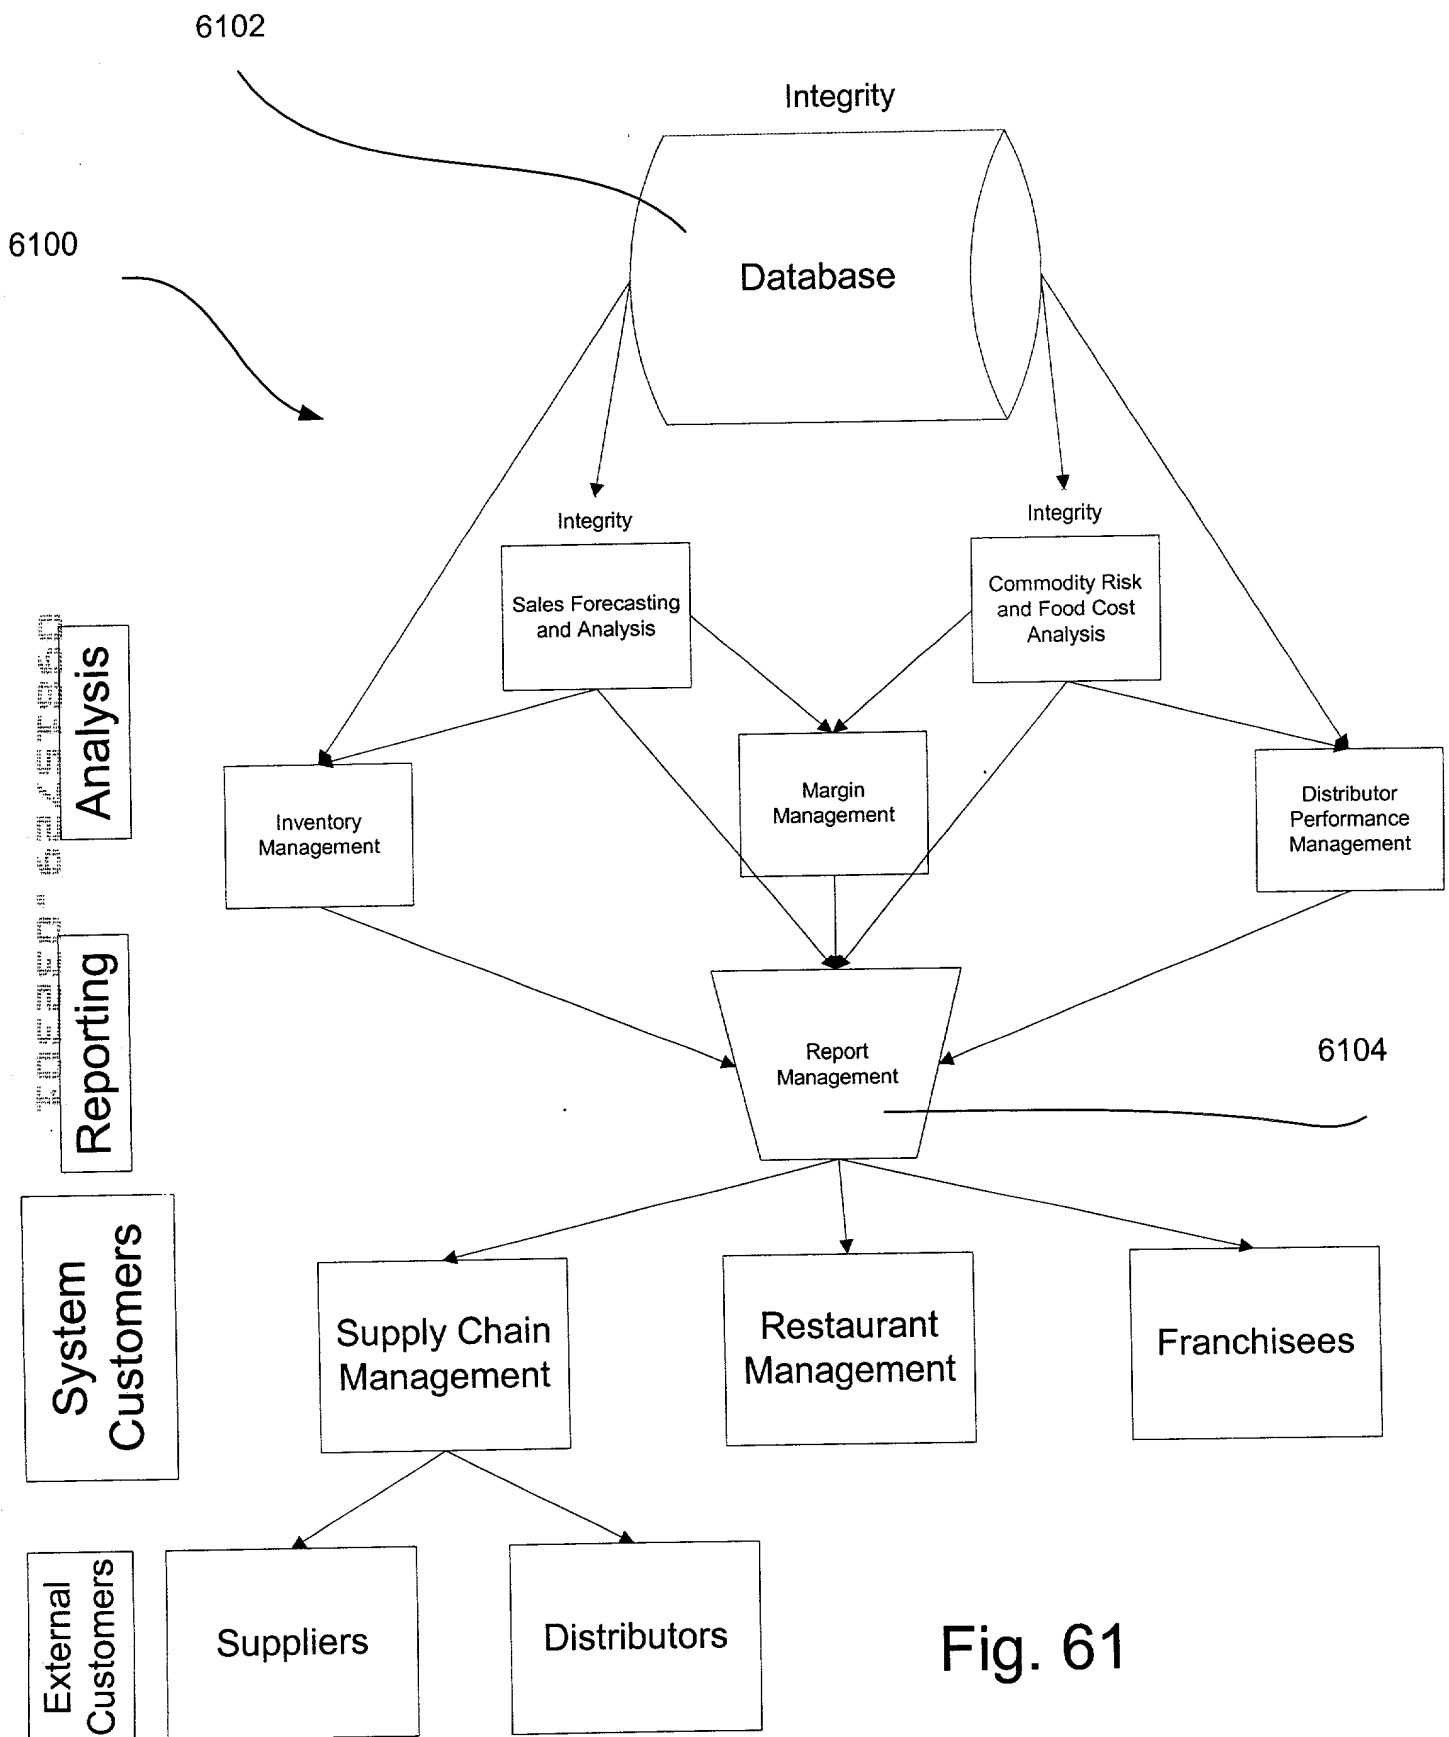 6102
Integrity
6100
Database
Integrity
Integrity
Sales Forecasting
and Analysis
Commodity Risk
and Food Cost
Analysis
Analysis
Inventory
Management
Margin
Management
Distributor
Performance
Management
Reporting
Report
Management
6104
System
Customers
Supply Chain
Management
Restaurant
Management
Franchisees
External
Customers
Suppliers
Distributors
Fig. 61